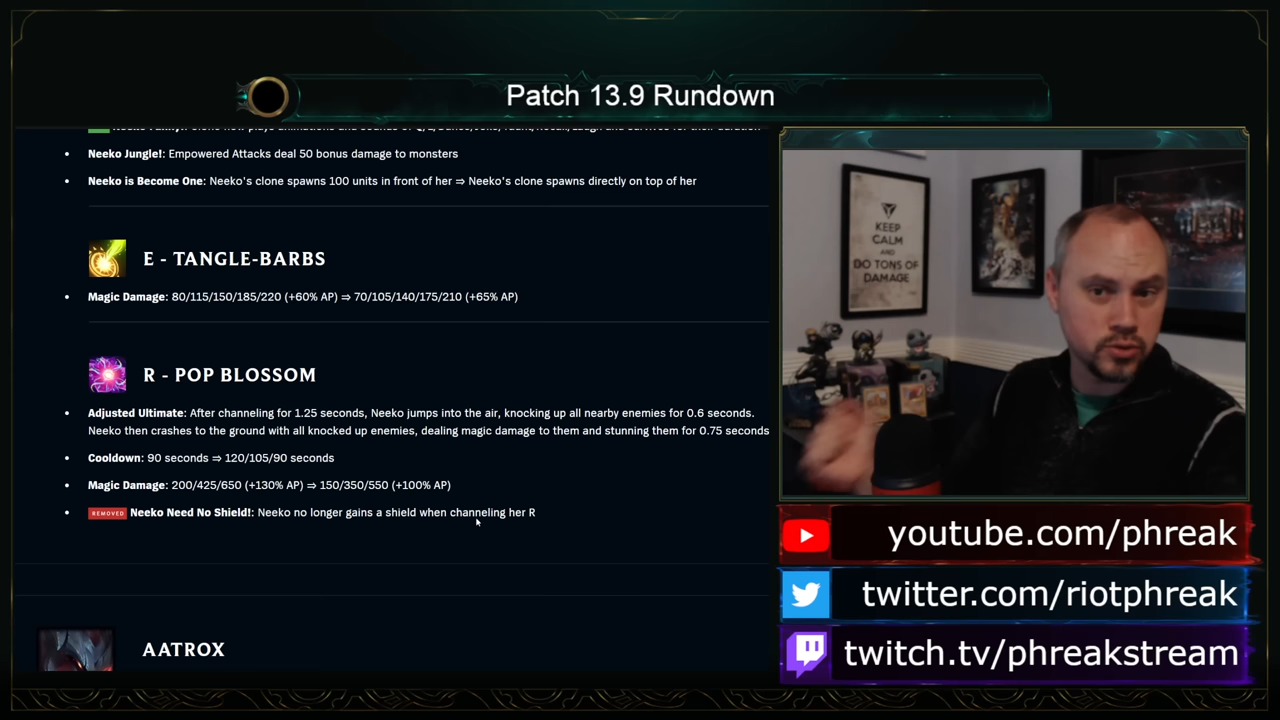 Patch 13.9 Rundown
Neeko Jungle!: Empowered Attacks deal 50 bonus damage to monsters
Neeko is Become One: Neeko's clone spawns 100 units in front of her ⇒ Neeko's clone spawns directly on top of her
E - TANGLE-BARBS
Magic Damage: 80/115/150/185/220 (+60% AP) ⇒ 70/105/140/175/210 (+65% AP)
R - POP BLOSSOM
Adjusted Ultimate: After channeling for 1.25 seconds, Neeko jumps into the air, knocking up all nearby enemies for 0.6 seconds.
Neeko then crashes to the ground with all knocked up enemies, dealing magic damage to them and stunning them for 0.75 seconds
Cooldown: 90 seconds ⇒ 120/105/90 seconds
Magic Damage: 200/425/650 (+130% AP) ⇒ 150/350/550 (+100% AP)
REMOVED Neeko Need No Shield!: Neeko no longer gains a shield when channeling her R
AATROX
KEEP
CALM
AND
DO TONS OF
DAMAGE
youtube.com/phreak
twitter.com/riotphreak
twitch.tv/phreakstream